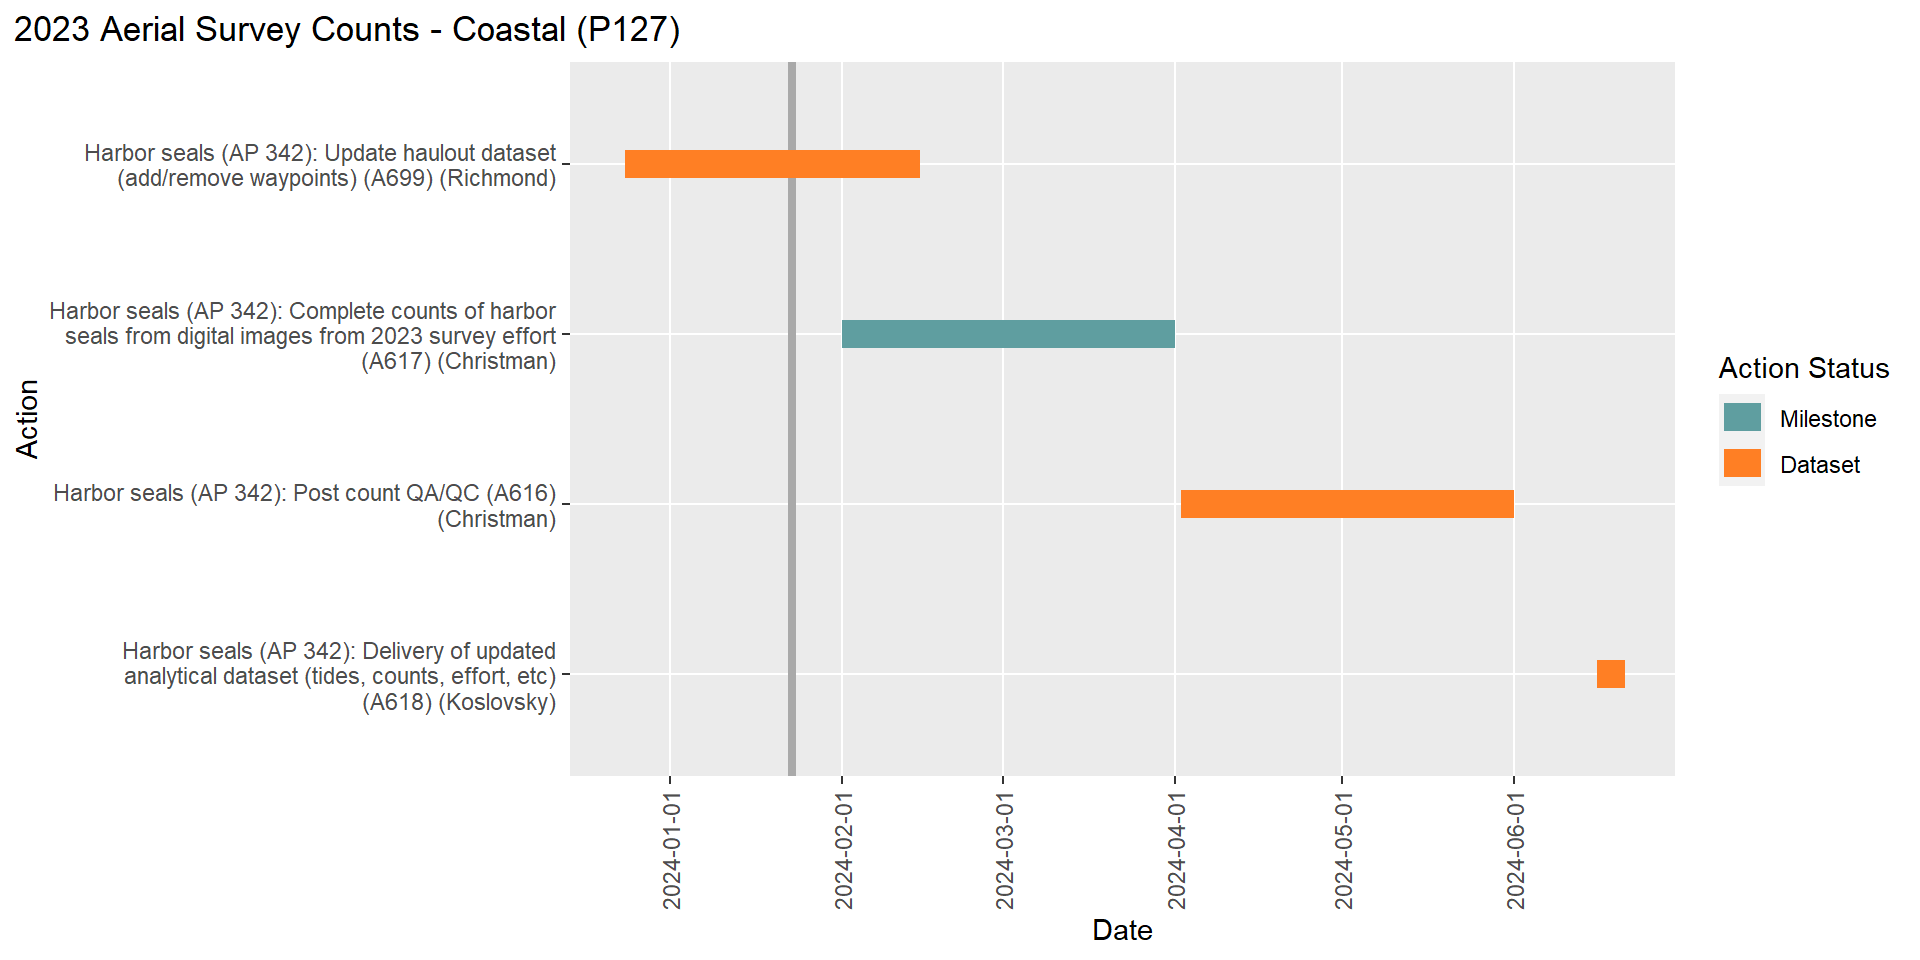 2023 Aerial Survey Counts - Coastal (P127)
Harbor seals (AP 342): Update haulout dataset
(add/remove waypoints) (A699) (Richmond)
Harbor seals (AP 342): Complete counts of harbor
seals from digital images from 2023 survey effort
(A617) (Christman)
Harbor seals (AP 342): Post count QA/QC (A616)
(Christman)
Harbor seals (AP 342): Delivery of updated
analytical dataset (tides, counts, effort, etc)
(A618) (Koslovsky)
Action
2024-01-01
2024-02-01
2024-03-01
2024-04-01
2024-05-01
2024-06-01
Date
Action Status
Milestone
Dataset